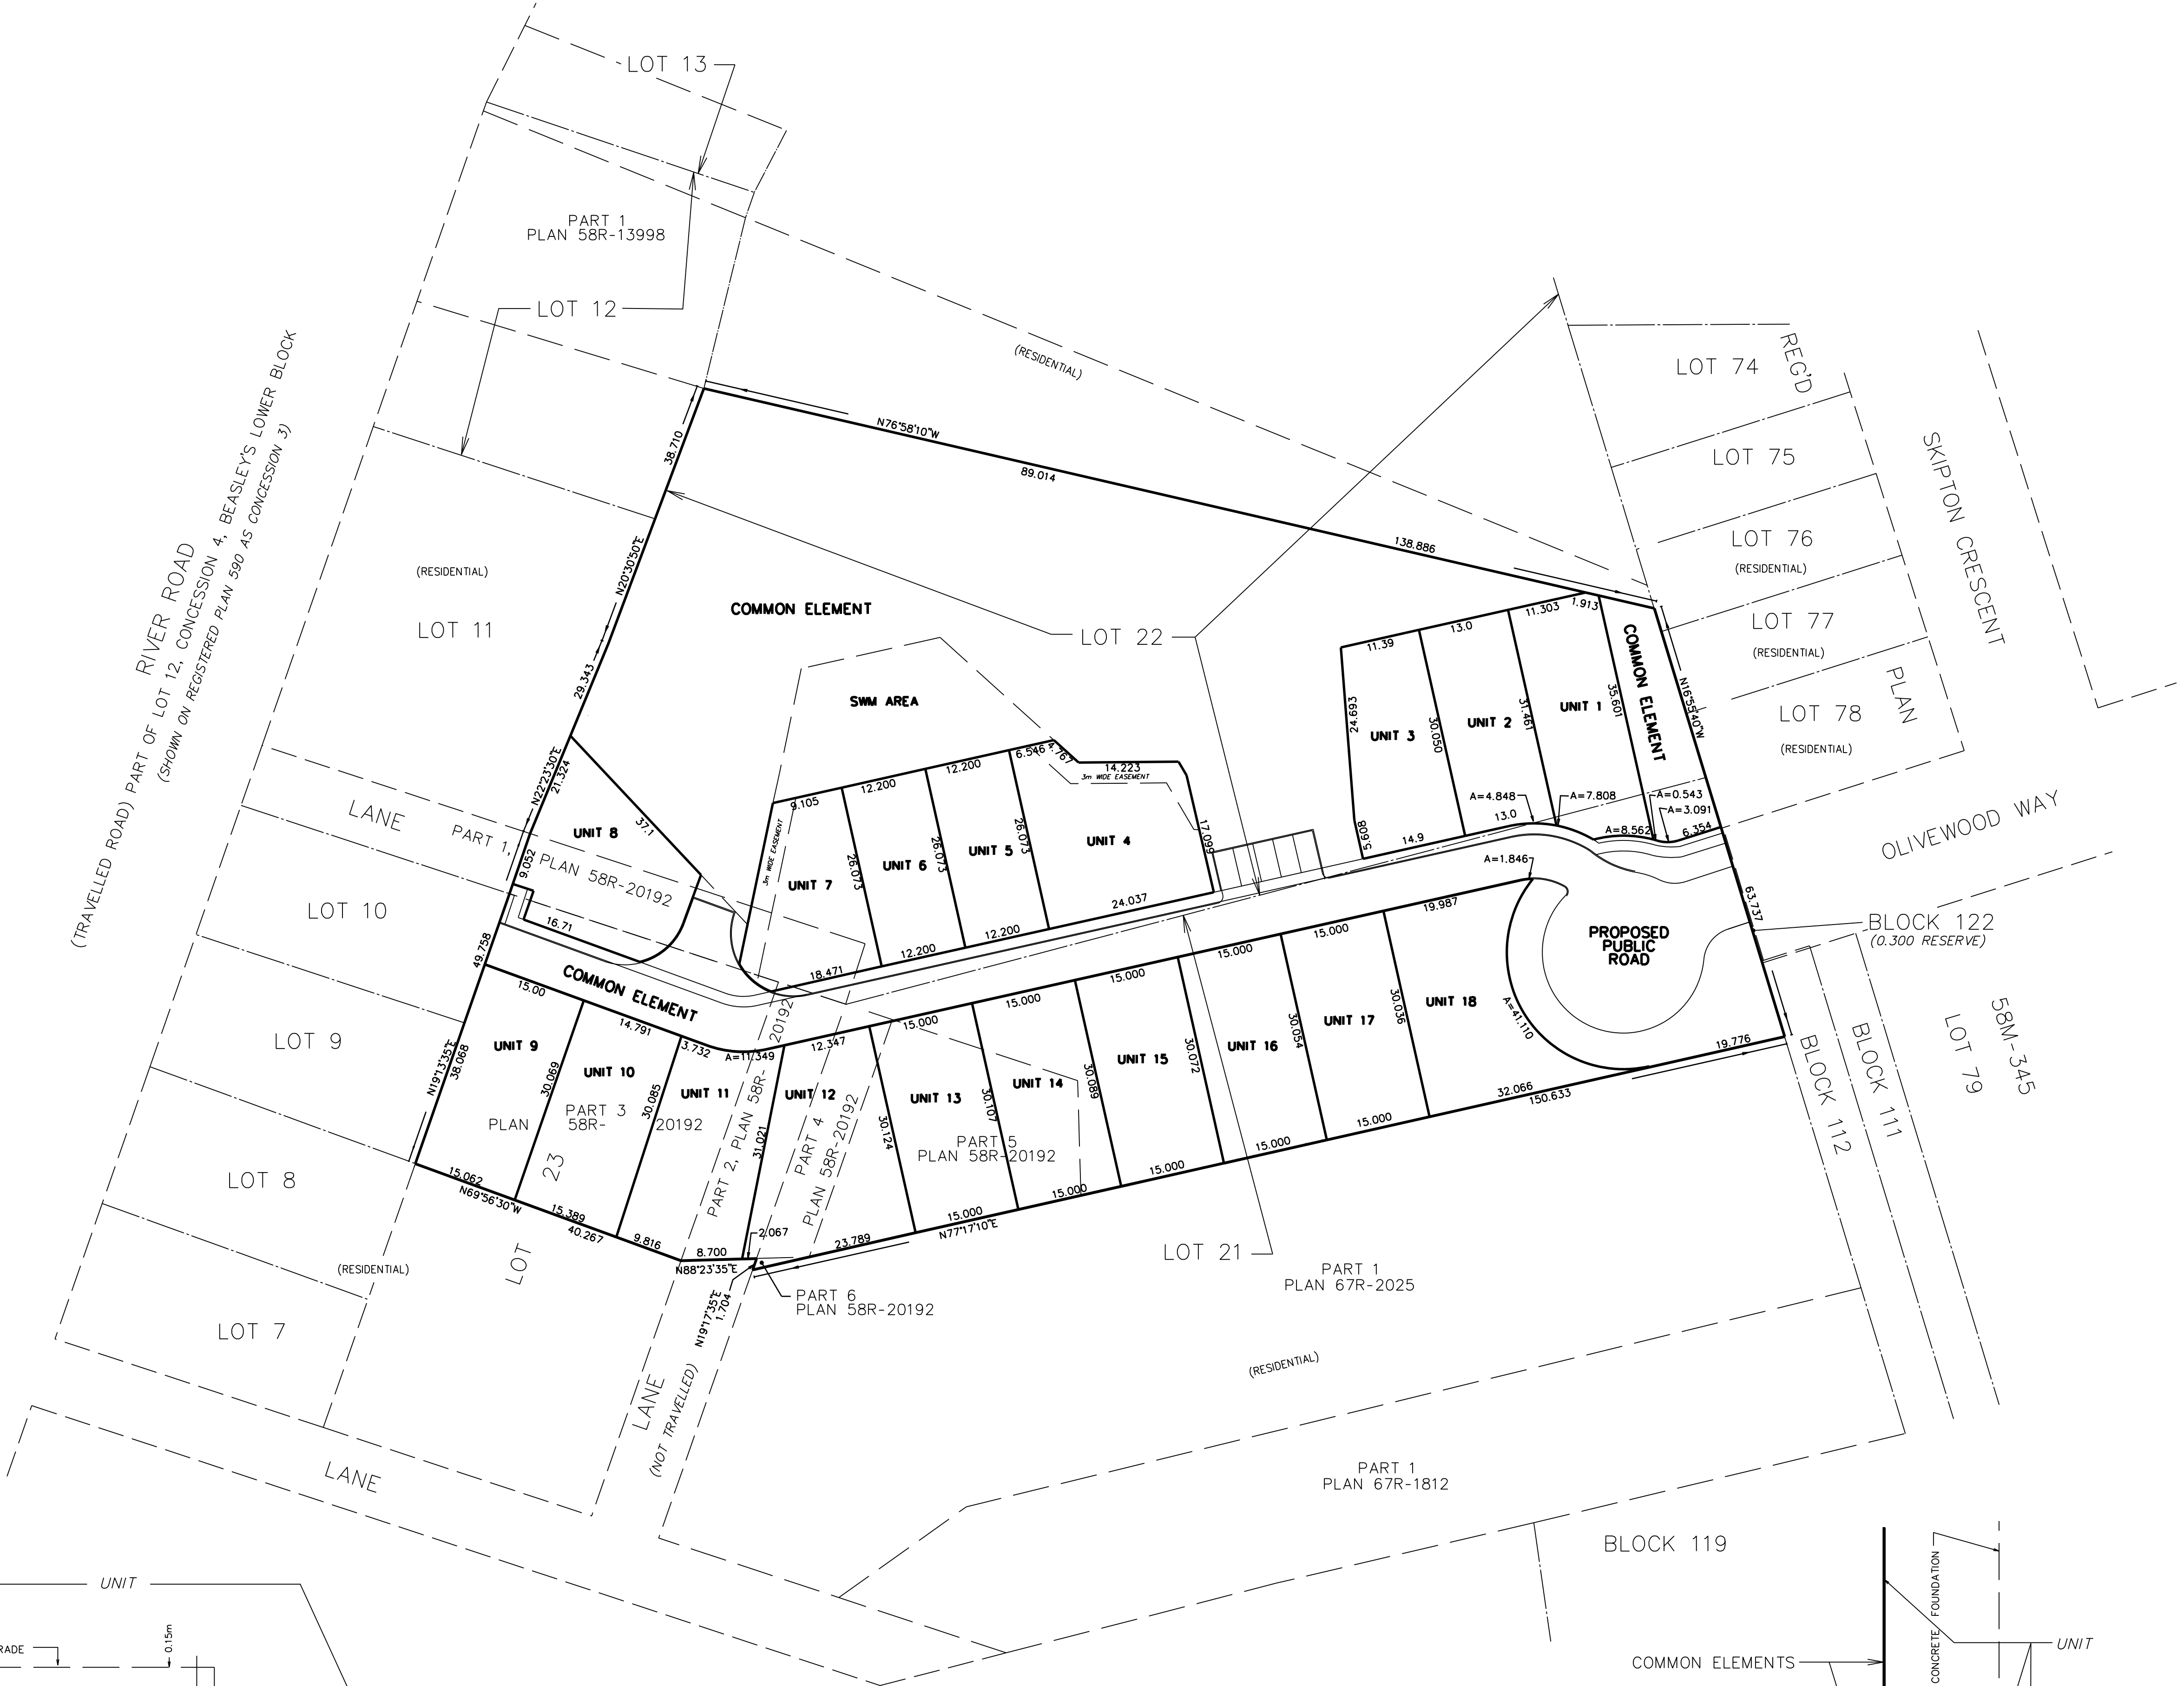 LOT 13
PART 1
PLAN 58R-13998
LOT 12
RIVER ROAD
(TRAVELLED ROAD) PART OF LOT 12, CONCESSION 4, BEASLEY'S LOWER BLOCK
(SHOWN ON REGISTERED PLAN 590 AS CONCESSION 3)
(RESIDENTIAL)
LOT 74
REG'D
LOT 75
SKIPTON CRESCENT
LOT 76
(RESIDENTIAL)
LOT 77
(RESIDENTIAL)
PLAN
LOT 78
(RESIDENTIAL)
OLIVEWOOD WAY
38.710
N76°58'10"W
89.014
138.886
N20°30'50"E
(RESIDENTIAL)
LOT 11
COMMON ELEMENT
LOT 22
29.343
SWM AREA
11.39
13.0
11.303
1.913
COMMON ELEMENT
N16°55'40"W
24.693
30.050
31.461
35.601
UNIT 3
UNIT 2
UNIT 1
5.608
14.9
13.0
A=4.848
A=7.808
A=0.543
A=3.091
A=8.562
6.354
A=1.846
N22°23'30"E
21.324
UNIT 8
37.1
9.052
16.71
LANE
PART 1,
PLAN 58R-20192
9.105
12.200
12.200
6.546
4.767
14.223
3m WIDE EASEMENT
3m WIDE EASEMENT
17.099
UNIT 7
UNIT 6
UNIT 5
UNIT 4
26.073
26.073
26.073
18.471
12.200
12.200
24.037
LOT 10
63.737
BLOCK 122
(0.300 RESERVE)
PROPOSED
PUBLIC
ROAD
49.758
COMMON ELEMENT
15.00
14.791
3.732
A=11.349
12.347
15.000
15.000
15.000
15.000
15.000
19.987
LOT 9
N19°13'35"E
38.068
UNIT 9
30.069
UNIT 10
30.085
UNIT 11
31.021
UNIT 12
30.124
UNIT 13
30.107
UNIT 14
30.089
UNIT 15
30.072
UNIT 16
30.054
UNIT 17
30.036
UNIT 18
A=41.110
19.776
PLAN
PART 3
58R-
20192
PART 2, PLAN 58R-
20192
PART 4
PLAN 58R-20192
PART 5
PLAN 58R-20192
58M-345
LOT 79
BLOCK 111
BLOCK 112
LOT 8
15.062
N69°56'30"W
15.389
40.267
9.816
8.700
N88°23'35"E
2.067
23.789
15.000
N77°17'10"E
15.000
15.000
15.000
15.000
32.066
150.633
LOT
23
N19°17'35"E
1.704
PART 6
PLAN 58R-20192
LOT 21
PART 1
PLAN 67R-2025
(RESIDENTIAL)
LOT 7
(RESIDENTIAL)
LANE
(NOT TRAVELLED)
LANE
PART 1
PLAN 67R-1812
BLOCK 119
UNIT
RADE
0.15m
CONCRETE FOUNDATION
COMMON ELEMENTS
UNIT